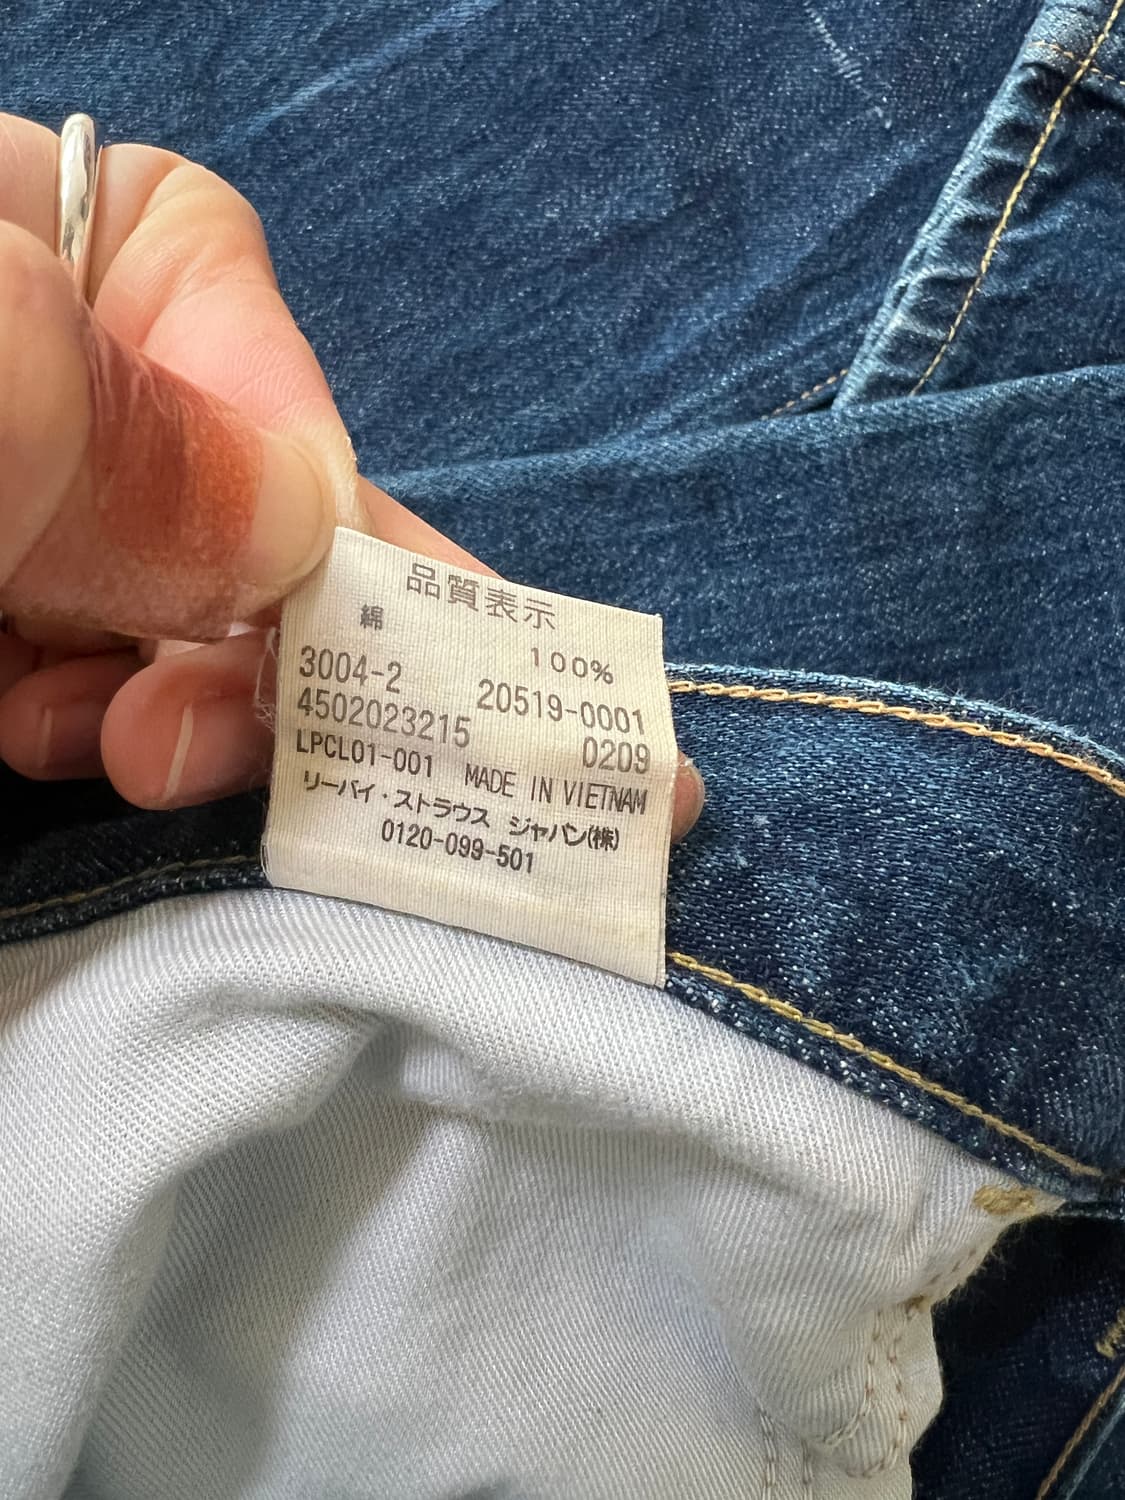 品質表示
綿 100%
3004-2 20519-0001
4502023215 0209
LPCL01-001 MADE IN VIETNAM
リーバイ・ストラウス ジャパン(株)
0120-099-501